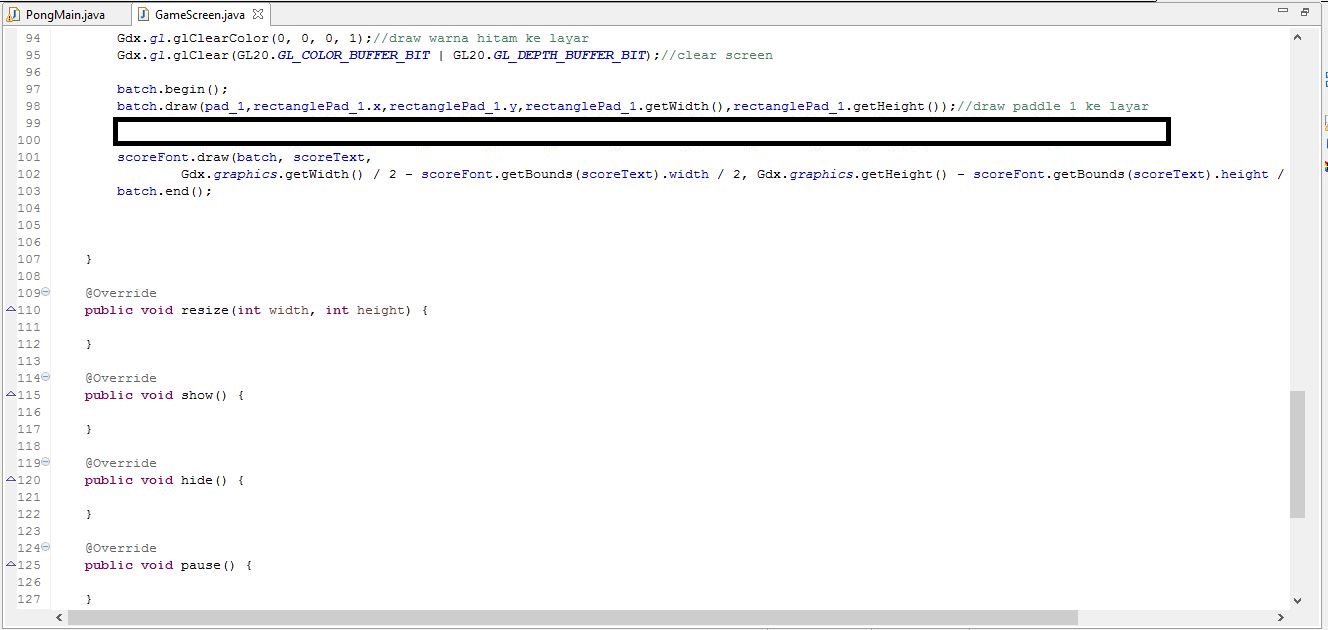 PongMain.java GameScreen.java
94 Gdx.gl.glClearColor(0, 0, 0, 1);//draw warna hitam ke layar
95 Gdx.gl.glClear(GL20.GL_COLOR_BUFFER_BIT | GL20.GL_DEPTH_BUFFER_BIT);//clear screen
96
97 batch.begin();
98 batch.draw(pad_1,rectanglePad_1.x,rectanglePad_1.y,rectanglePad_1.getWidth(),rectanglePad_1.getHeight());//draw paddle 1 ke layar
99
100
101 scoreFont.draw(batch, scoreText,
102 Gdx.graphics.getWidth() / 2 - scoreFont.getBounds(scoreText).width / 2, Gdx.graphics.getHeight() - scoreFont.getBounds(scoreText).height /
103 batch.end();
104
105
106
107 }
108
109 @Override
110 public void resize(int width, int height) {
111
112 }
113
114 @Override
115 public void show() {
116
117 }
118
119 @Override
120 public void hide() {
121
122 }
123
124 @Override
125 public void pause() {
126
127 }